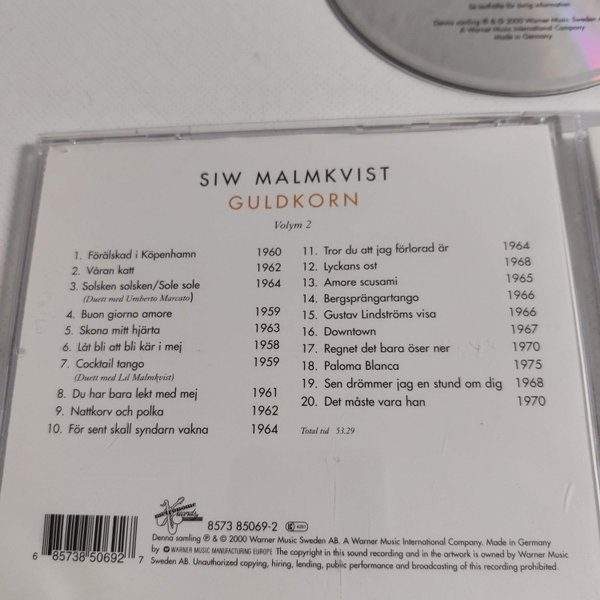 Se texthäfte för övrig information
Denna samling ℗ & © 2000 Warner Music Sweden
A Warner Music International Company
Made in Germany
SIW MALMKVIST
GULDKORN
Volym 2
1. Förälskad i Köpenhamn 1960
2. Våran katt 1962
3. Solsken solsken/Sole sole 1964
(Duett med Umberto Marcato)
4. Buon giorno amore 1959
5. Skona mitt hjärta 1963
6. Låt bli att bli kär i mej 1958
7. Cocktail tango 1959
(Duett med Lil Malmkvist)
8. Du har bara lekt med mej 1961
9. Nattkorv och polka 1962
10. För sent skall syndarn vakna 1964
11. Tror du att jag förlorad är 1964
12. Lyckans ost 1968
13. Amore scusami 1965
14. Bergsprängartango 1966
15. Gustav Lindströms visa 1966
16. Downtown 1967
17. Regnet det bara öser ner 1970
18. Paloma Blanca 1975
19. Sen drömmer jag en stund om dig 1968
20. Det måste vara han 1970
Total tid 53.29
metronome
records
8573 85069-2
Denna samling ℗ & © 2000 Warner Music Sweden AB. A Warner Music International Company. Made in Germany
by WARNER MUSIC MANUFACTURING EUROPE The copyright in this sound recording and in the artwork is owned by Warner Music
Sweden AB. Unauthorized copying, hiring, lending, public performance and broadcasting of this recording prohibited.
6 85738 50692 7